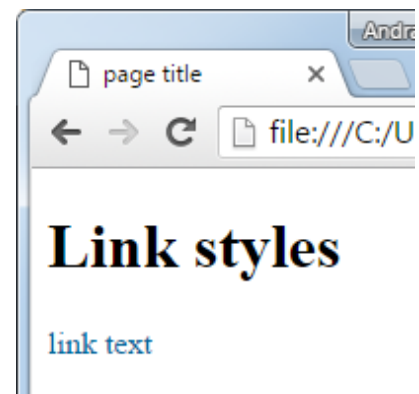 Andra
page title
file:///C:/U
Link styles
link text